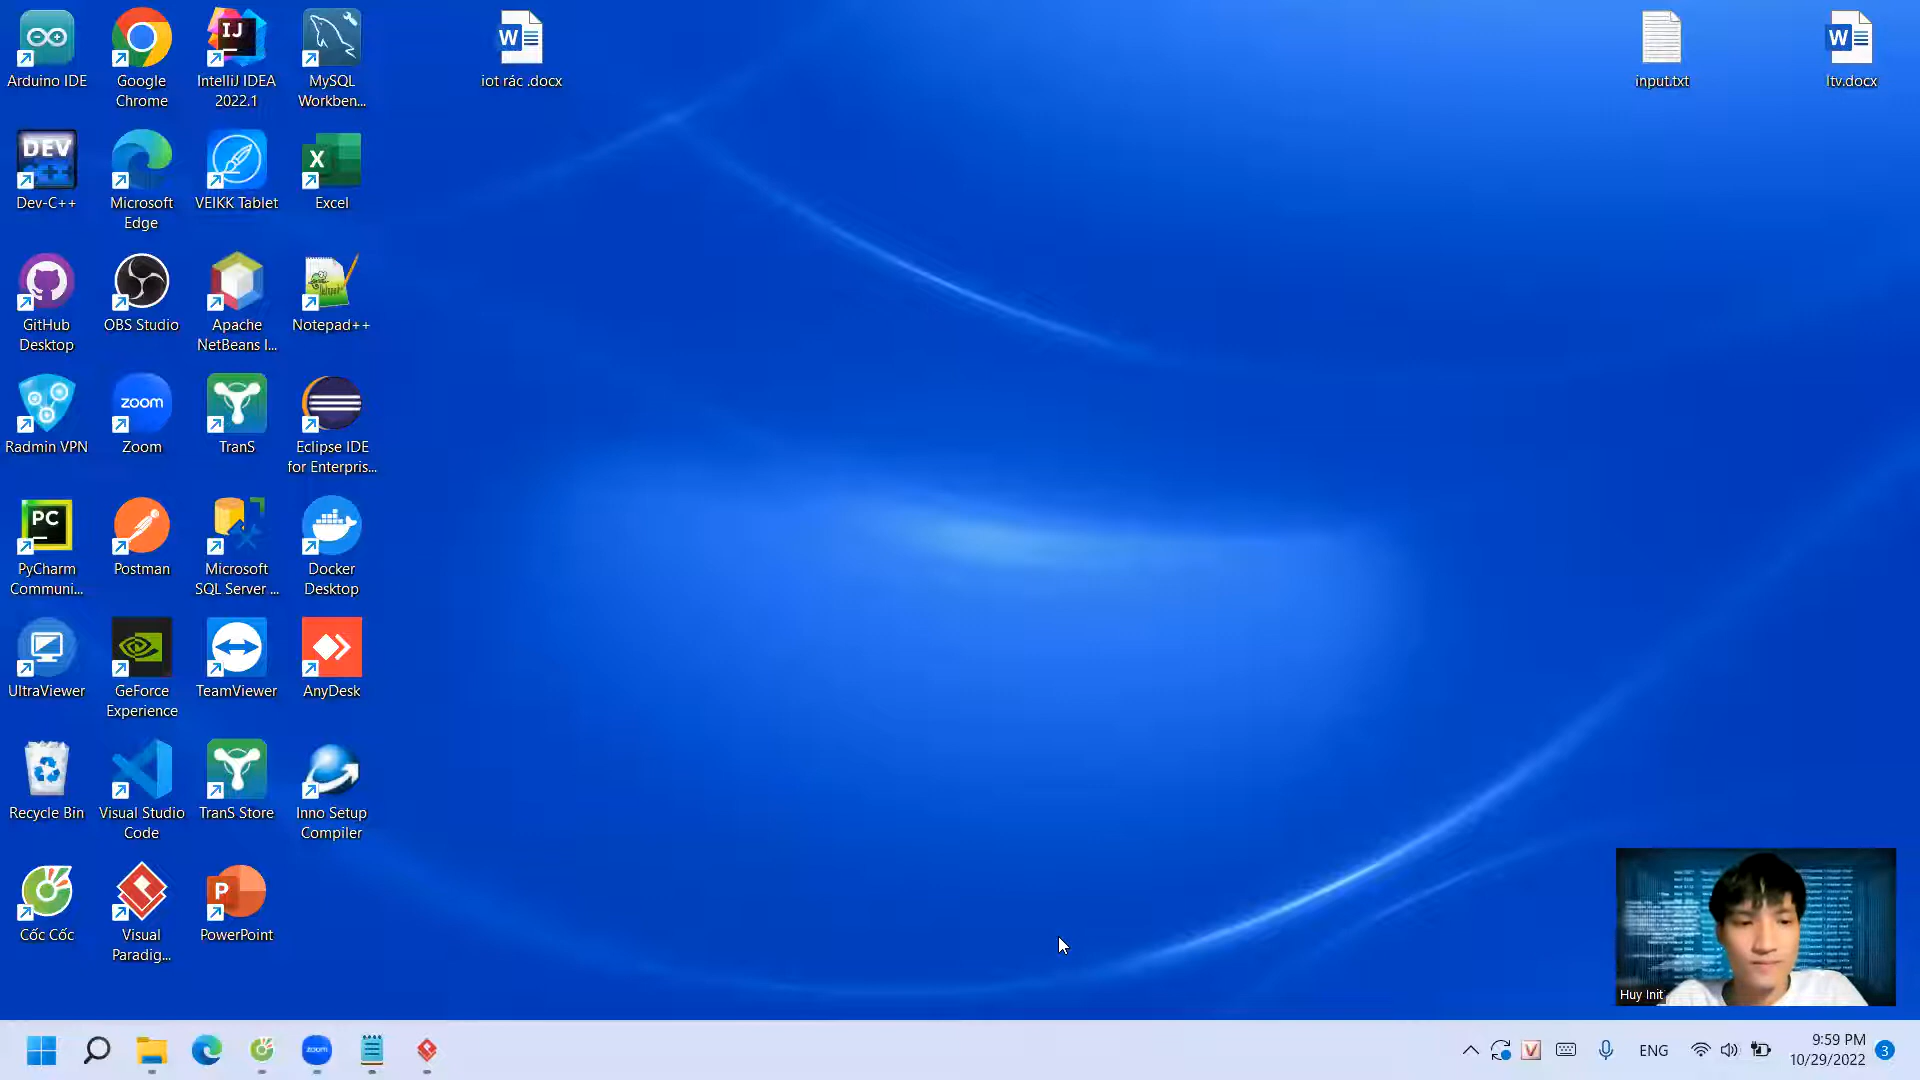 Arduino IDE
Google
Chrome
IntelliJ IDEA
2022.1
MySQL
Workben...
iot rác .docx
input.txt
ltv.docx
Dev-C++
Microsoft
Edge
VEIKK Tablet
Excel
GitHub
Desktop
OBS Studio
Apache
NetBeans I...
Notepad++
Radmin VPN
Zoom
TranS
Eclipse IDE
for Enterpris...
PyCharm
Communi...
Postman
Microsoft
SQL Server ...
Docker
Desktop
UltraViewer
GeForce
Experience
TeamViewer
AnyDesk
Recycle Bin
Visual Studio
Code
TranS Store
Inno Setup
Compiler
Cốc Cốc
Visual
Paradig...
PowerPoint
Huy Init
ENG
9:59 PM
10/29/2022
3
IJ
W
W
W
DEV
C++
X
zoom
PC
P
zoom
V